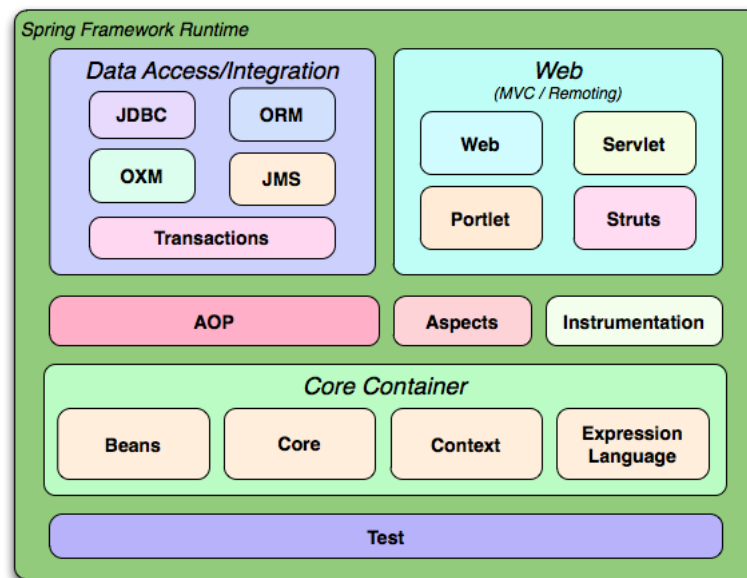 Spring Framework Runtime
Data Access/Integration
JDBC
ORM
OXM
JMS
Transactions
Web
(MVC / Remoting)
Web
Servlet
Portlet
Struts
AOP
Aspects
Instrumentation
Core Container
Beans
Core
Context
Expression
Language
Test